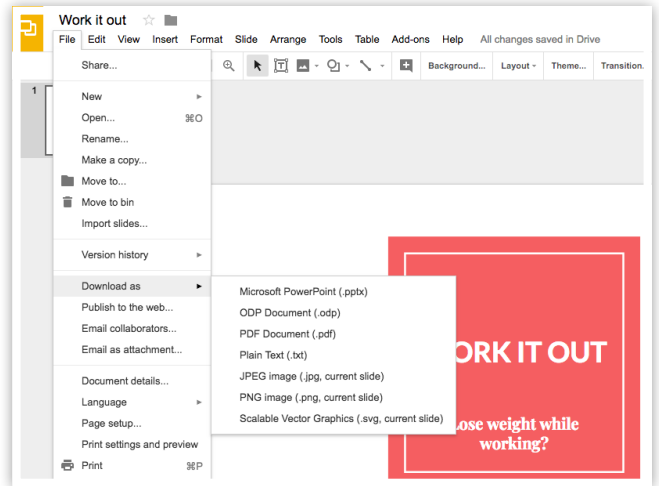 Work it out
File Edit View Insert Format Slide Arrange Tools Table Add-ons Help All changes saved in Drive
Share...
Background... Layout Theme... Transition.
1
New
Open... ⌘O
Rename...
Make a copy...
Move to...
Move to bin
Import slides...
Version history
Download as
Publish to the web...
Email collaborators...
Email as attachment...
Document details...
Language
Page setup...
Print settings and preview
Print ⌘P
Microsoft PowerPoint (.pptx)
ODP Document (.odp)
PDF Document (.pdf)
Plain Text (.txt)
JPEG image (.jpg, current slide)
PNG image (.png, current slide)
Scalable Vector Graphics (.svg, current slide)
ORK IT OUT
Lose weight while
working?